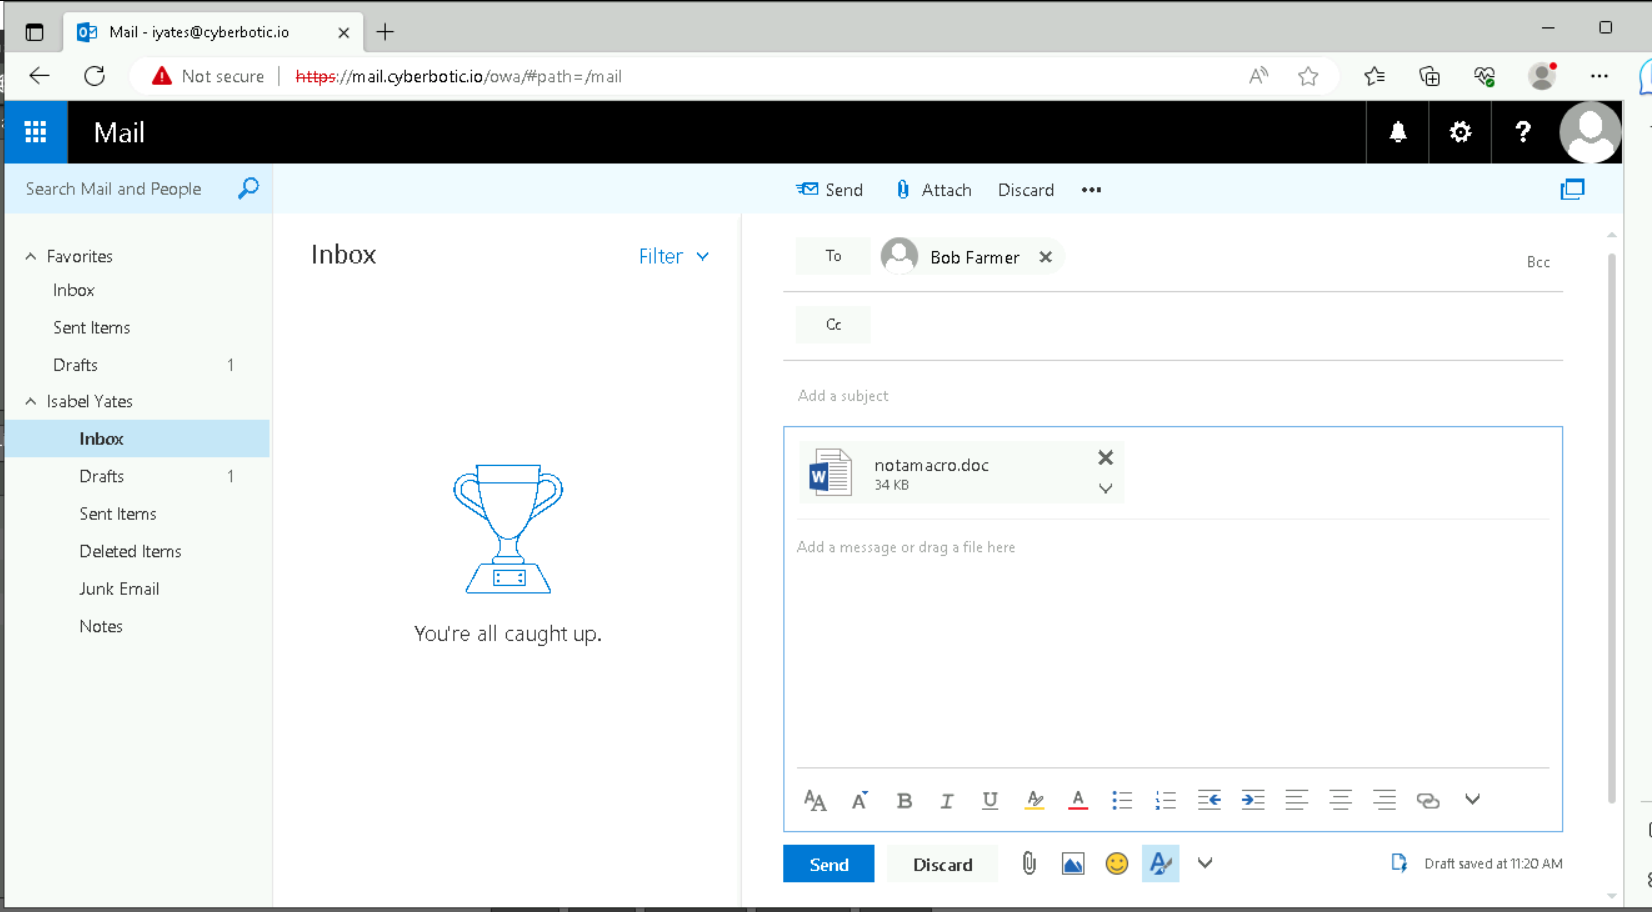 Mail - iyates@cyberbotic.io
Not secure https://mail.cyberbotic.io/owa/#path=/mail
Mail
?
Search Mail and People
Send Attach Discard
Favorites
Inbox
Sent Items
Drafts 1
Isabel Yates
Inbox
Drafts 1
Sent Items
Deleted Items
Junk Email
Notes
Inbox Filter
You're all caught up.
To Bob Farmer Bcc
Cc
Add a subject
W
notamacro.doc
34 KB
Add a message or drag a file here
Send Discard
Draft saved at 11:20 AM